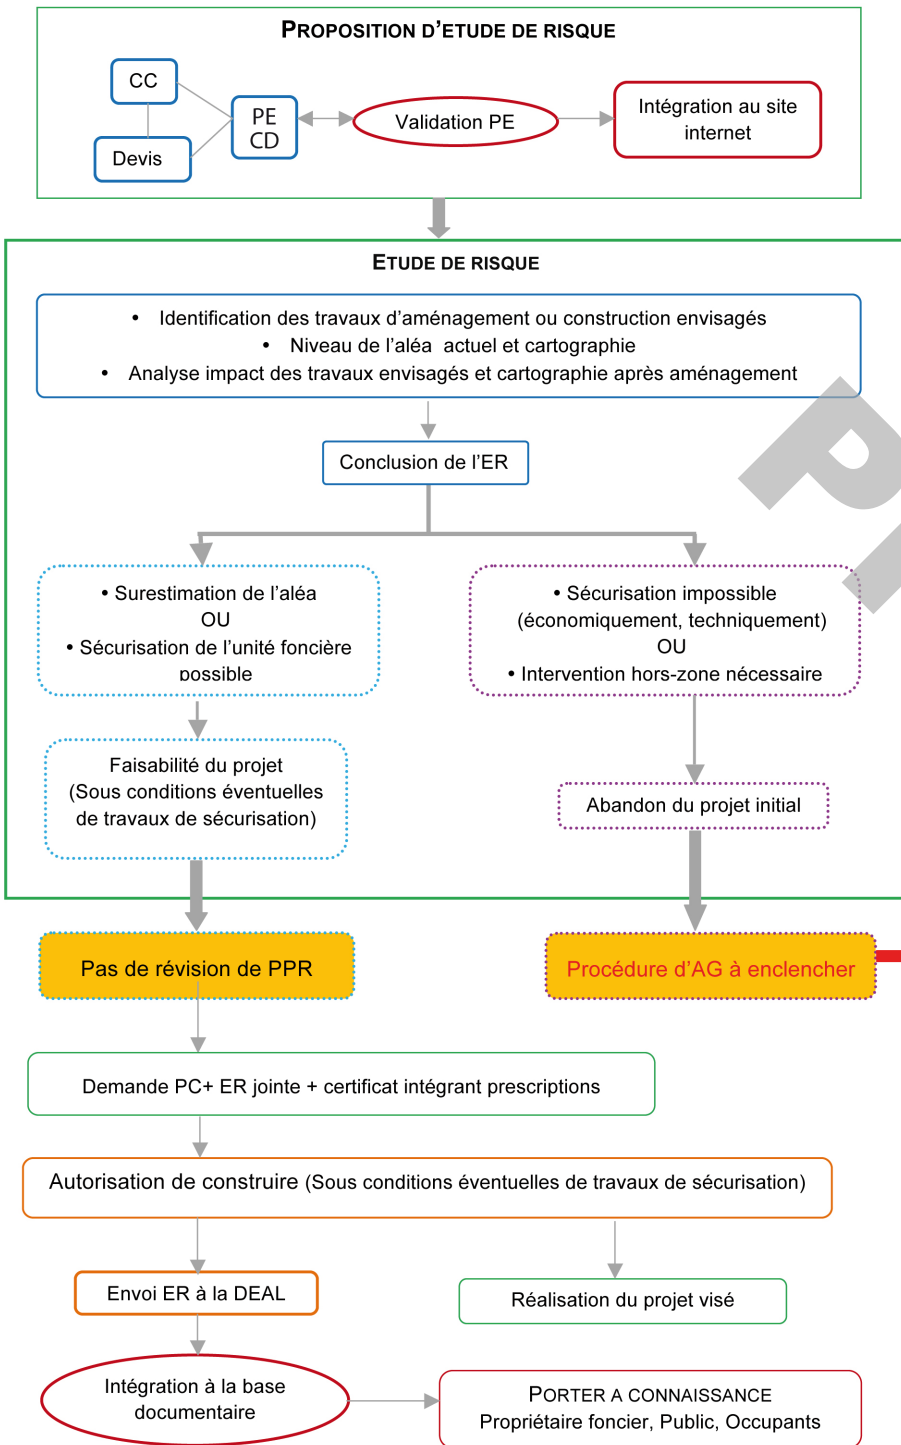 PROPOSITION D'ETUDE DE RISQUE
CC
Devis
PE
CD
Validation PE
Intégration au site
internet
ETUDE DE RISQUE
• Identification des travaux d'aménagement ou construction envisagés
• Niveau de l'aléa actuel et cartographie
• Analyse impact des travaux envisagés et cartographie après aménagement
Conclusion de l'ER
• Surestimation de l'aléa
OU
• Sécurisation de l'unité foncière
possible
• Sécurisation impossible
(économiquement, techniquement)
OU
• Intervention hors-zone nécessaire
Faisabilité du projet
(Sous conditions éventuelles
de travaux de sécurisation)
Abandon du projet initial
Pas de révision de PPR
Procédure d'AG à enclencher
Demande PC+ ER jointe + certificat intégrant prescriptions
Autorisation de construire (Sous conditions éventuelles de travaux de sécurisation)
Envoi ER à la DEAL
Réalisation du projet visé
Intégration à la base
documentaire
PORTER A CONNAISSANCE
Propriétaire foncier, Public, Occupants